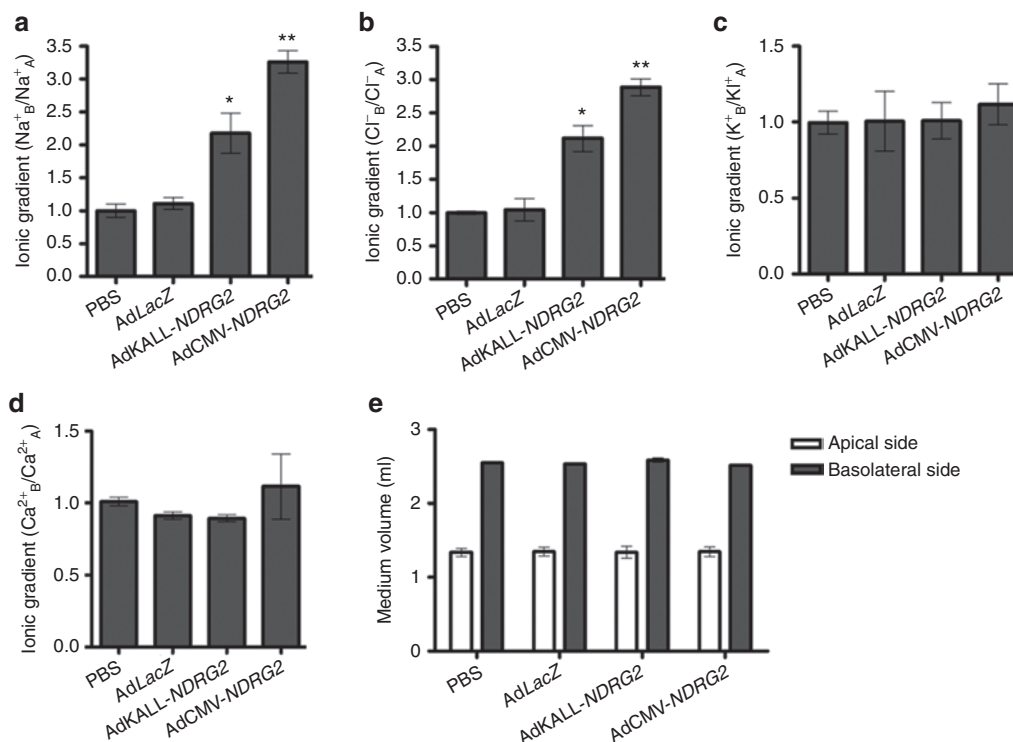 a
Ionic gradient (Na⁺B/Na⁺A)
3.5
3.0
2.5
2.0
1.5
1.0
0.5
0.0
*
**
PBS
AdLacZ
AdKALL-NDRG2
AdCMV-NDRG2
b
Ionic gradient (Cl⁻B/Cl⁻A)
3.5
3.0
2.5
2.0
1.5
1.0
0.5
0.0
*
**
PBS
AdLacZ
AdKALL-NDRG2
AdCMV-NDRG2
c
Ionic gradient (K⁺B/Kl⁺A)
1.5
1.0
0.5
0.0
PBS
AdLacZ
AdKALL-NDRG2
AdCMV-NDRG2
d
Ionic gradient (Ca²⁺B/Ca²⁺A)
1.5
1.0
0.5
0.0
PBS
AdLacZ
AdKALL-NDRG2
AdCMV-NDRG2
e
Medium volume (ml)
3
2
1
0
PBS
AdLacZ
AdKALL-NDRG2
AdCMV-NDRG2
Apical side
Basolateral side